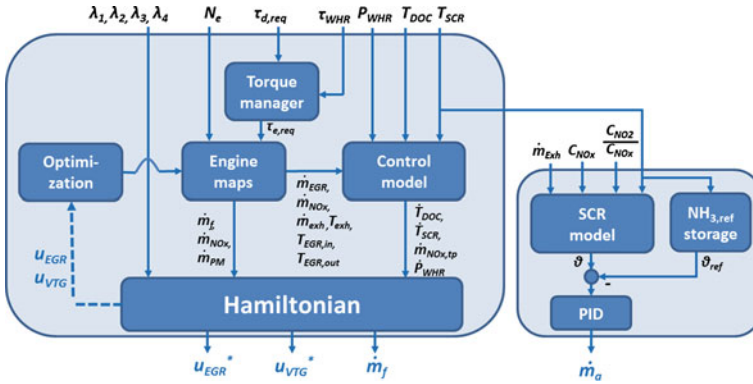 λ1, λ2, λ3, λ4 Ne τd,req τWHR PWHR TDOC TSCR
Torque
manager
τe,req
Optimi-
zation
Engine
maps
Control
model
ṁEGR,
ṁNOx,
ṁexh,Texh,
TEGR,in,
TEGR,out
ṁf,
ṁNOx,
ṁPM
ṪDOC,
ṪSCR,
ṁNOx,tp
ṖWHR
uEGR
uVTG
Hamiltonian
uEGR* uVTG* ṁf
ṁExh CNOx CNO2
CNOx
SCR
model
NH3,ref
storage
ϑ ϑref
-
PID
ṁa